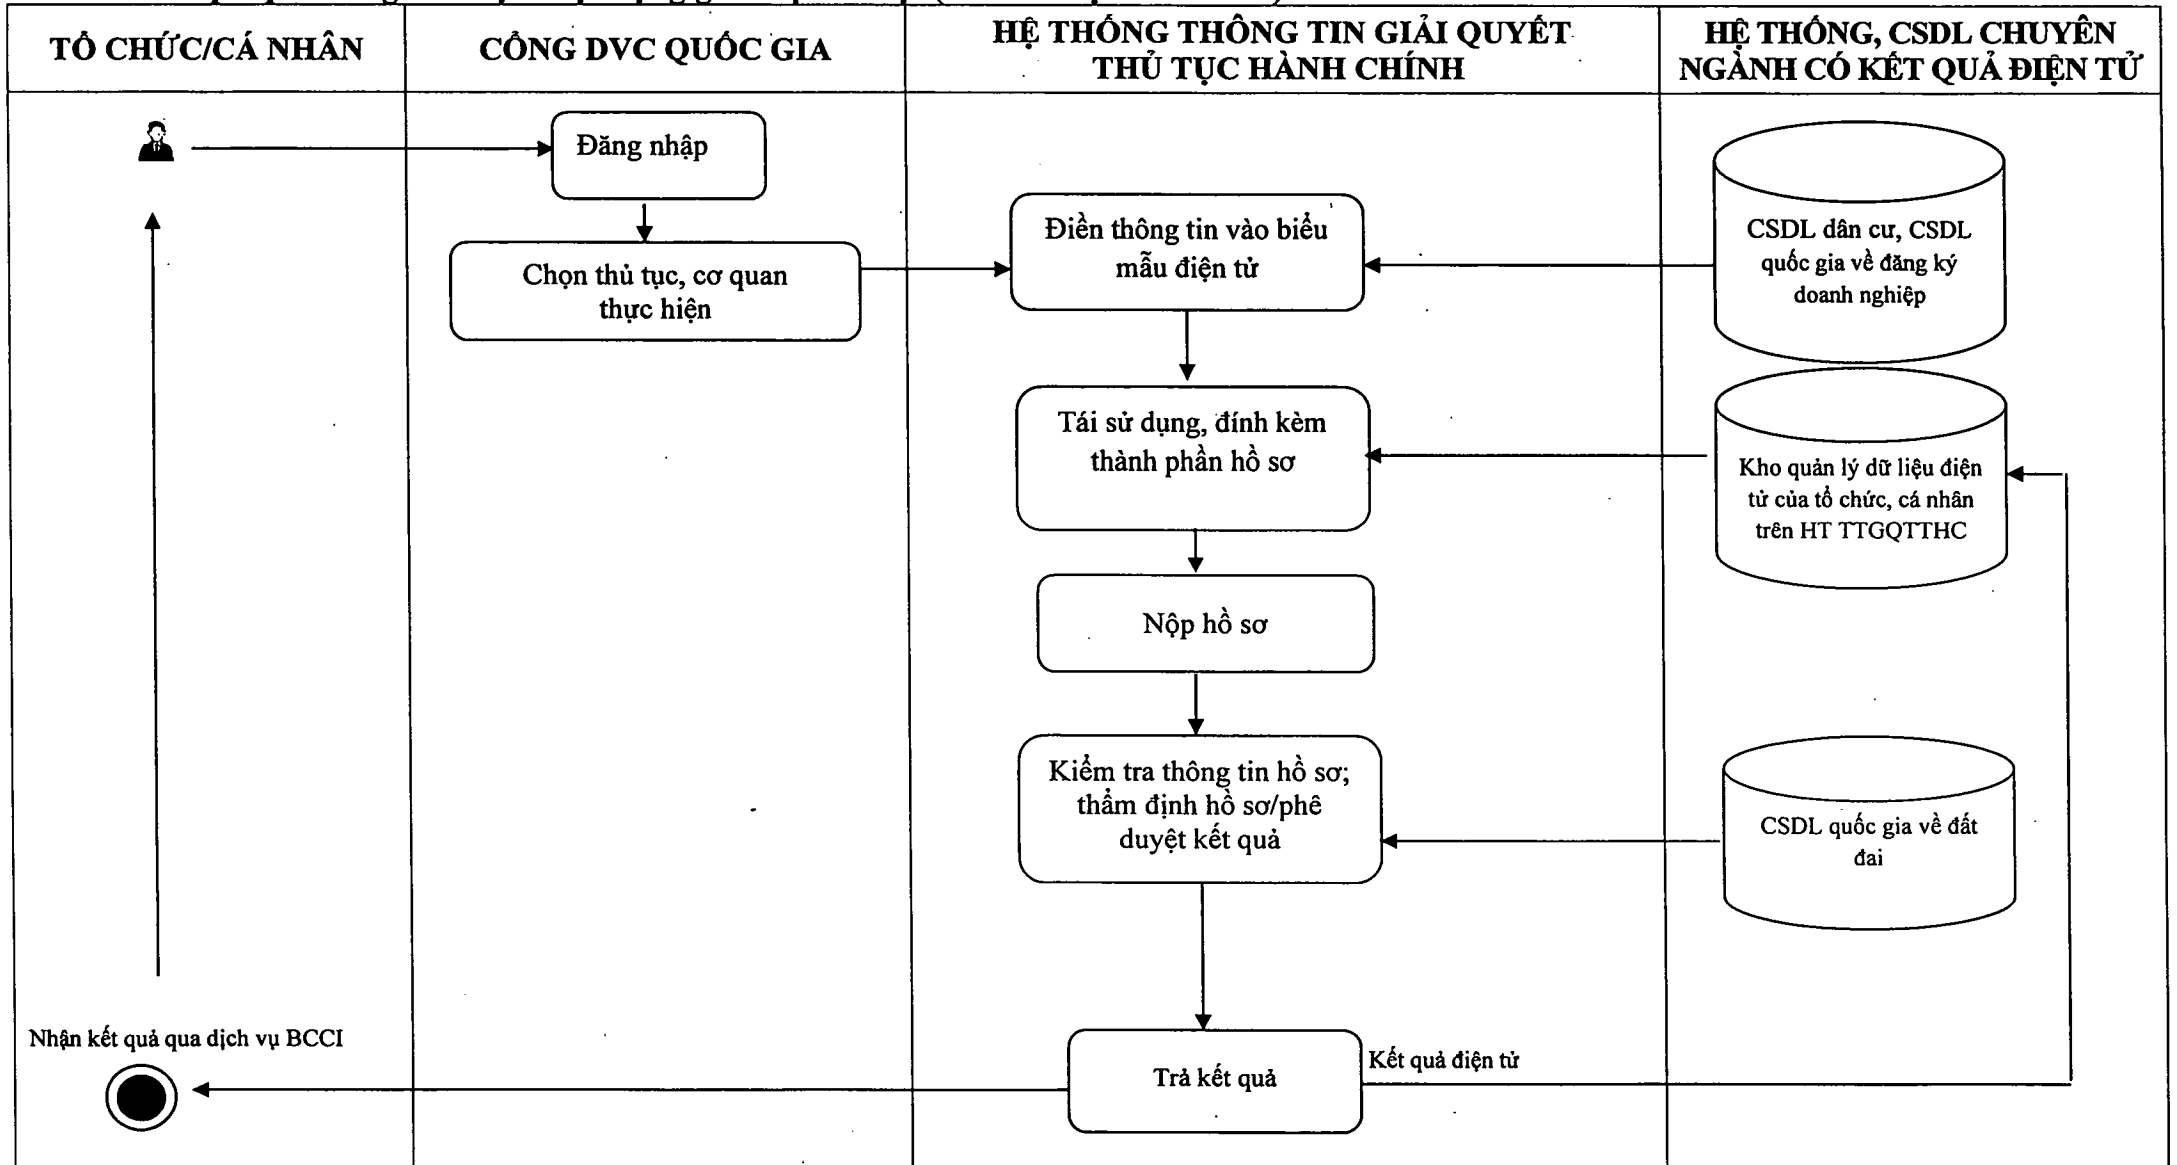 TỔ CHỨC/CÁ NHÂN
CỔNG DVC QUỐC GIA
HỆ THỐNG THÔNG TIN GIẢI QUYẾT
THỦ TỤC HÀNH CHÍNH
HỆ THỐNG, CSDL CHUYÊN
NGÀNH CÓ KẾT QUẢ ĐIỆN TỬ
Đăng nhập
Chọn thủ tục, cơ quan
thực hiện
Điền thông tin vào biểu
mẫu điện tử
CSDL dân cư, CSDL
quốc gia về đăng ký
doanh nghiệp
Tái sử dụng, đính kèm
thành phần hồ sơ
Kho quản lý dữ liệu điện
tử của tổ chức, cá nhân
trên HT TTGQTTHC
Nộp hồ sơ
Kiểm tra thông tin hồ sơ;
thẩm định hồ sơ/phê
duyệt kết quả
CSDL quốc gia về đất
đai
Nhận kết quả qua dịch vụ BCCI
Trả kết quả
Kết quả điện tử